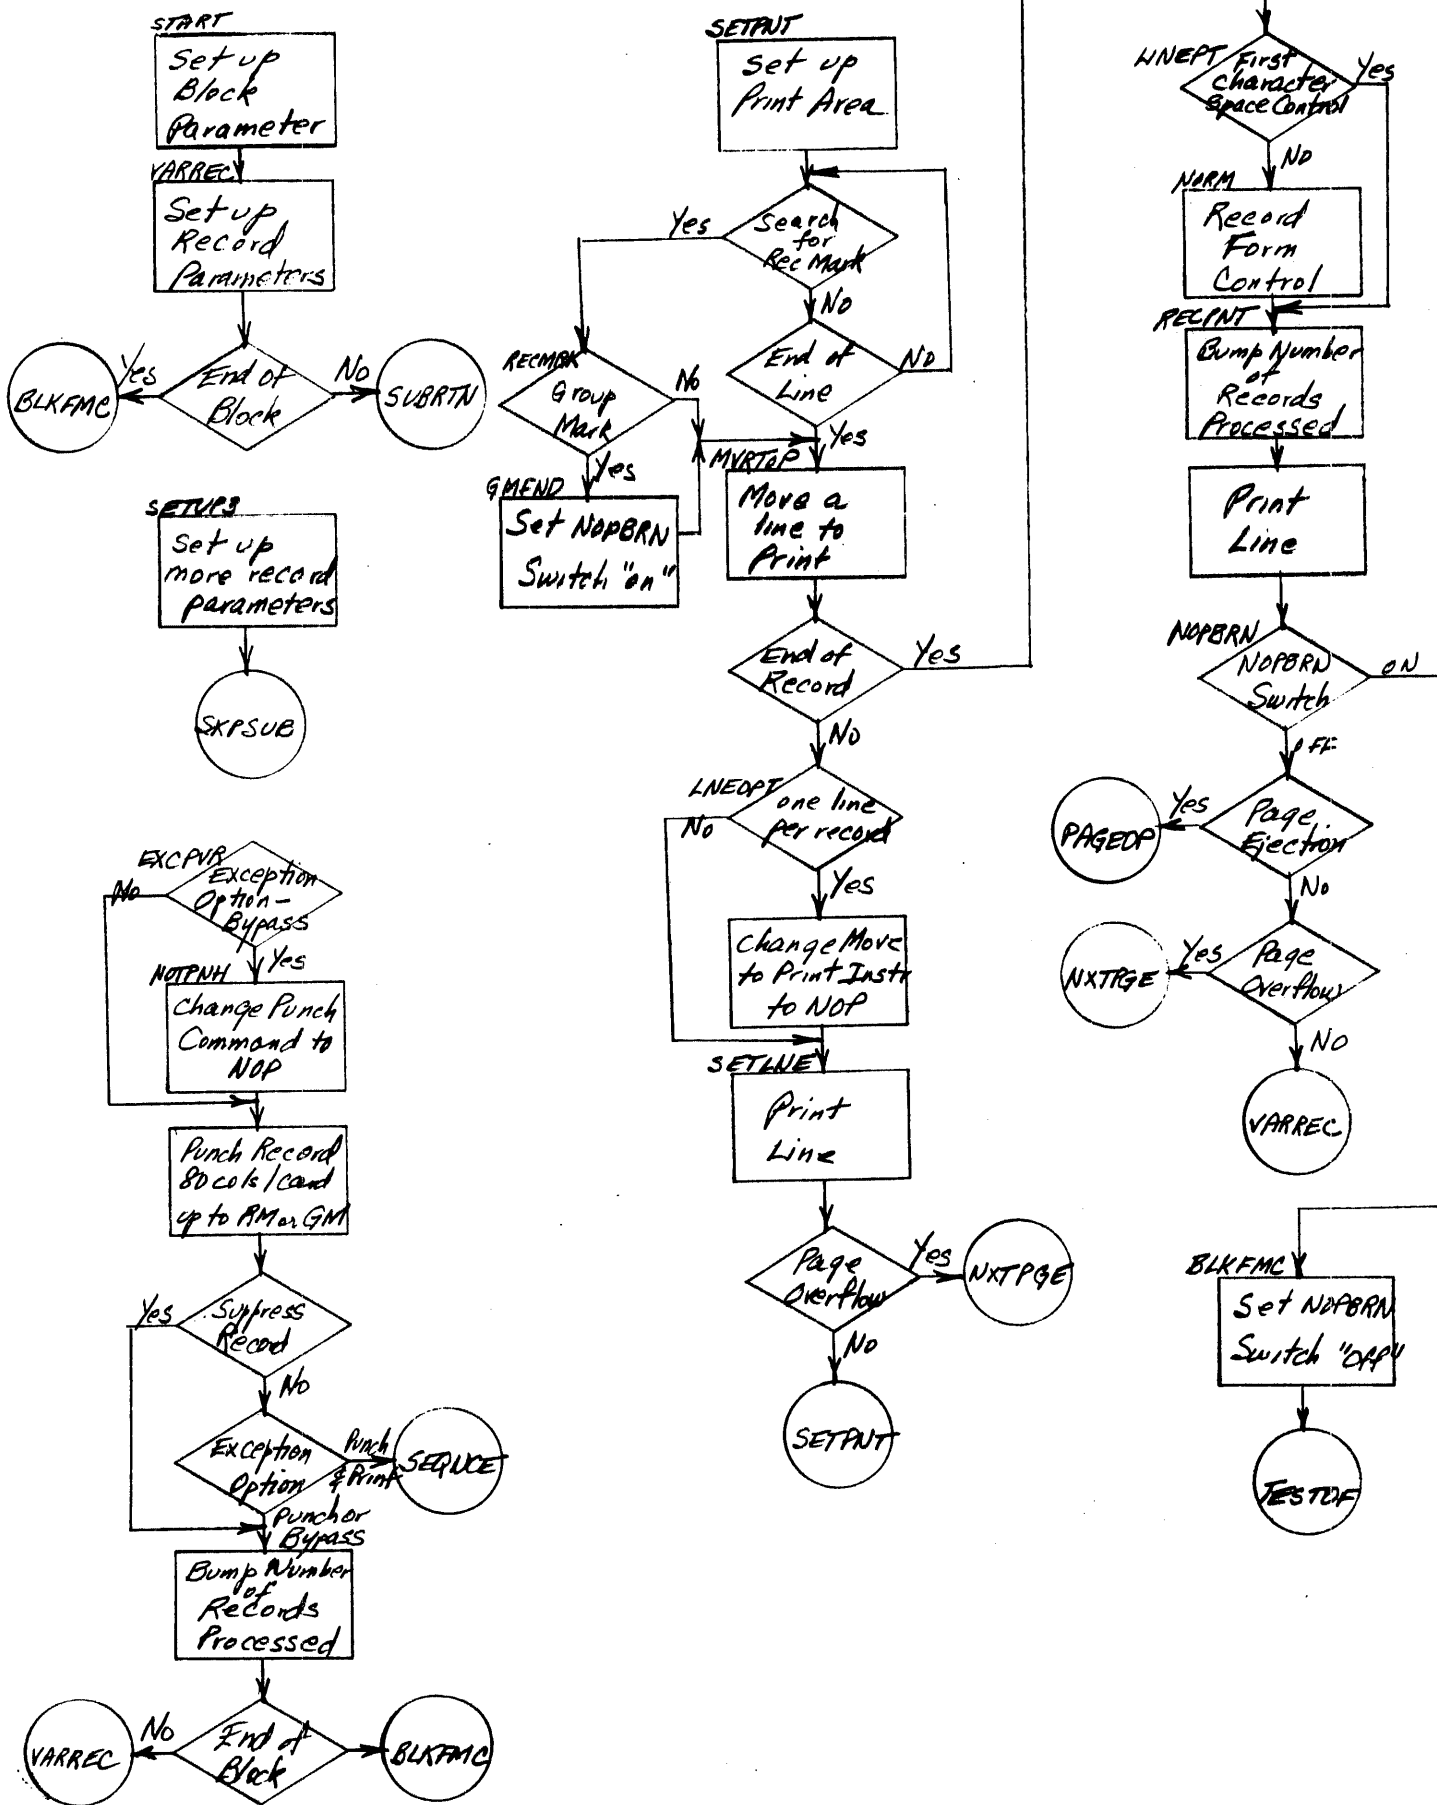 START
Set up
Block
Parameter
VARREC
Set up
Record
Parameters
End of
Block
Yes
No
BLKFMC
SUBRTN
SETUP3
Set up
more record
parameters
SKPSUB
EXCPVR
Exception
Option-
Bypass
No
Yes
NOTPNH
Change Punch
Command to
NOP
Punch Record
80 cols/card
up to RM or GM
Suppress
Record
Yes
No
Exception
Option
Punch
& Print
SEQNCE
Punch or
Bypass
Bump Number
of
Records
Processed
End of
Block
No
VARREC
BLKFMC
SETPNT
Set up
Print Area
Search
for
Rec Mark
Yes
No
End of
Line
No
Yes
RECMRK
Group
Mark
No
Yes
GMEND
Set NOPBRN
Switch "on"
MVRTOP
Move a
line to
Print
End of
Record
Yes
No
LNEOPT
one line
per record
No
Yes
Change Move
to Print Instr
to NOP
SETLNE
Print
Line
Page
Overflow
Yes
NXTPGE
No
SETPNT
LINEPT
First
Character
Space Control
Yes
No
NORM
Record
Form
Control
RECPNT
Bump Number
of
Records
Processed
Print
Line
NOPBRN
NOPBRN
Switch
ON
OFF
Page
Ejection
Yes
PAGEOP
No
Page
Overflow
Yes
NXTPGE
No
VARREC
BLKFMC
Set NOPBRN
Switch "Off"
TESTOF